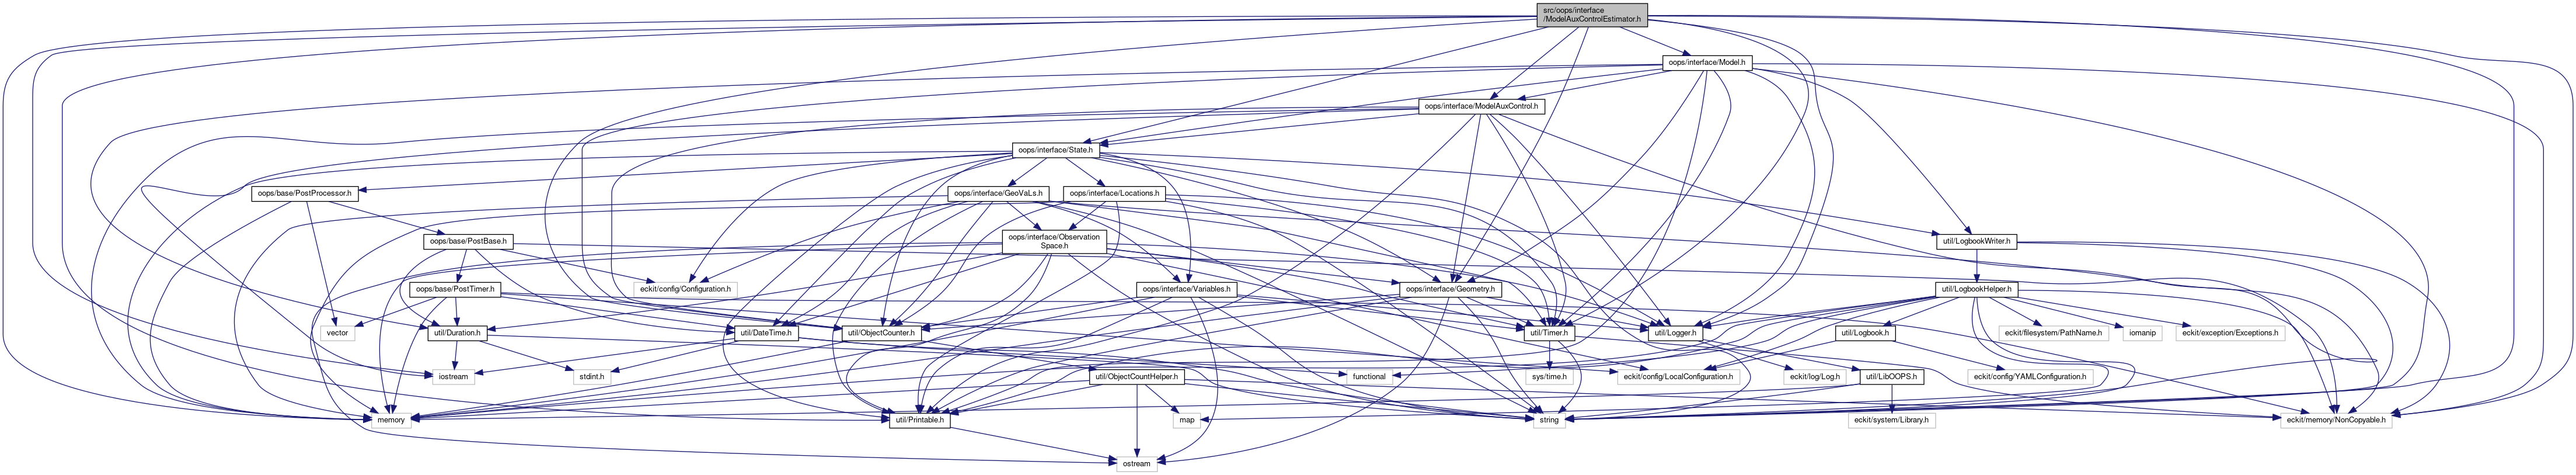 src/oops/interface
/ModelAuxControlEstimator.h
oops/interface/Model.h
oops/interface/ModelAuxControl.h
oops/interface/State.h
oops/base/PostProcessor.h
oops/interface/GeoVaLs.h
oops/interface/Locations.h
oops/base/PostBase.h
oops/interface/Observation
Space.h
util/LogbookWriter.h
oops/base/PostTimer.h
eckit/config/Configuration.h
oops/interface/Variables.h
oops/interface/Geometry.h
util/LogbookHelper.h
vector
util/Duration.h
util/DateTime.h
util/ObjectCounter.h
util/Timer.h
util/Logger.h
util/Logbook.h
eckit/filesystem/PathName.h
iomanip
eckit/exception/Exceptions.h
iostream
stdint.h
functional
util/ObjectCountHelper.h
eckit/config/LocalConfiguration.h
sys/time.h
eckit/log/Log.h
util/LibOOPS.h
eckit/config/YAMLConfiguration.h
memory
util/Printable.h
map
string
eckit/system/Library.h
eckit/memory/NonCopyable.h
ostream